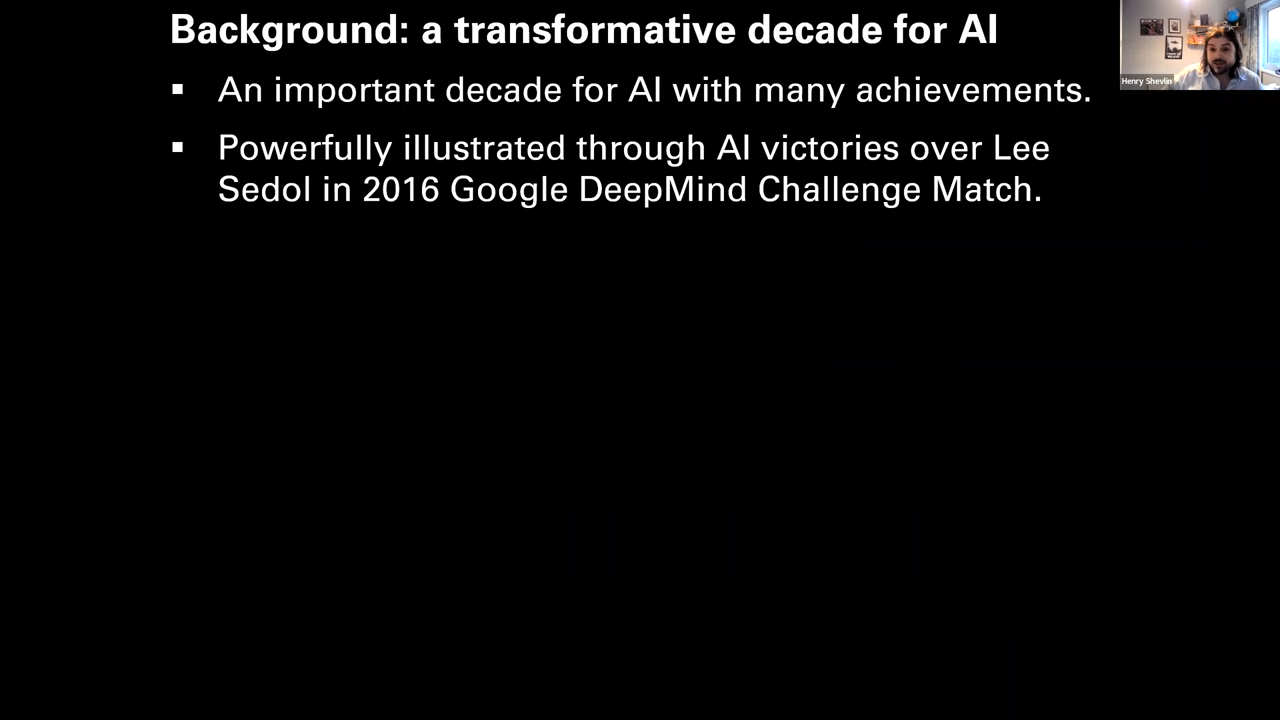 Background: a transformative decade for AI
▪ An important decade for AI with many achievements.
▪ Powerfully illustrated through AI victories over Lee
Sedol in 2016 Google DeepMind Challenge Match.
Henry Shevlin